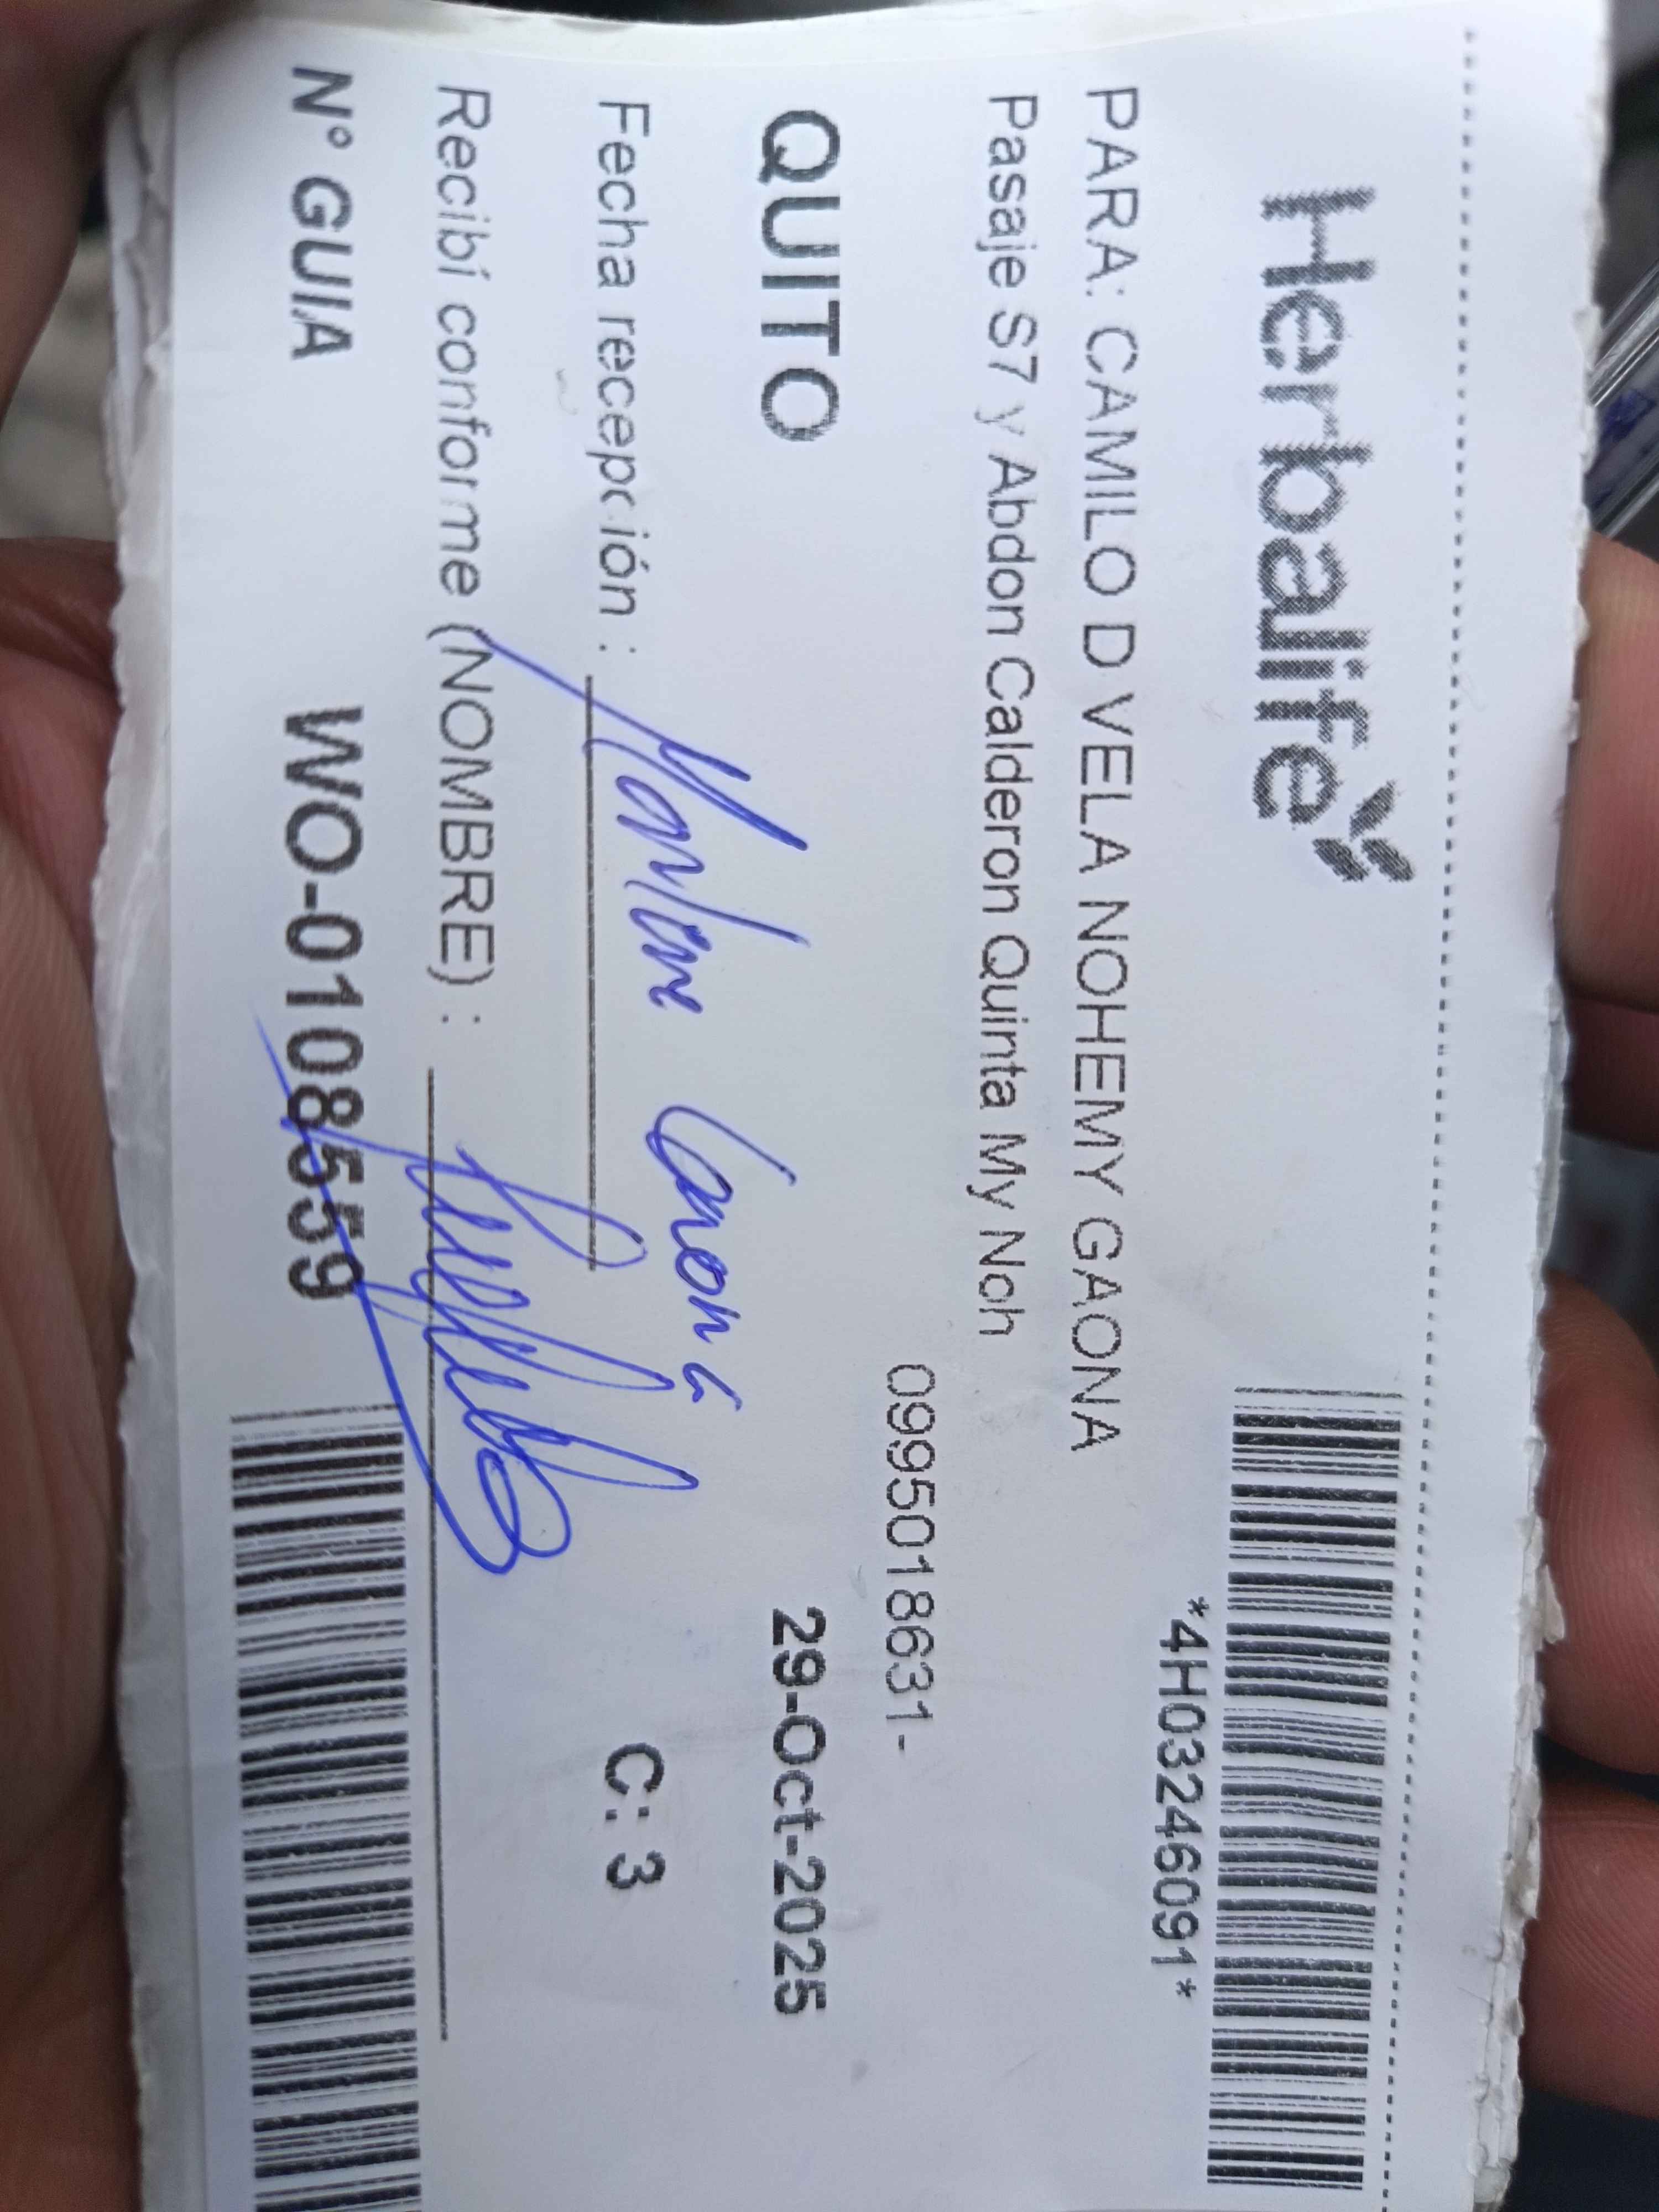 Herbalife
*4H03246091*
PARA: CAMILO D VELA NOHEMY GAONA
Pasaje S7 y Abdon Calderon Quinta My Noh
0995018631-
QUITO
29-Oct-2025
Fecha recepción :
C: 3
Recibí conforme (NOMBRE) :
N° GUIA WO-0108559